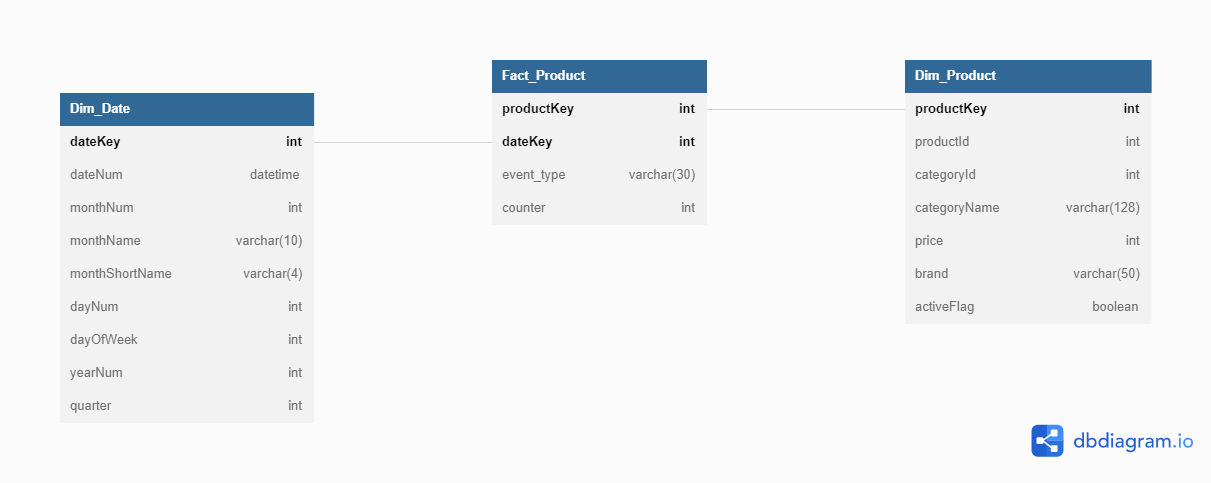 Dim_Date
dateKey int
dateNum datetime
monthNum int
monthName varchar(10)
monthShortName varchar(4)
dayNum int
dayOfWeek int
yearNum int
quarter int
Fact_Product
productKey int
dateKey int
event_type varchar(30)
counter int
Dim_Product
productKey int
productId int
categoryId int
categoryName varchar(128)
price int
brand varchar(50)
activeFlag boolean
dbdiagram.io